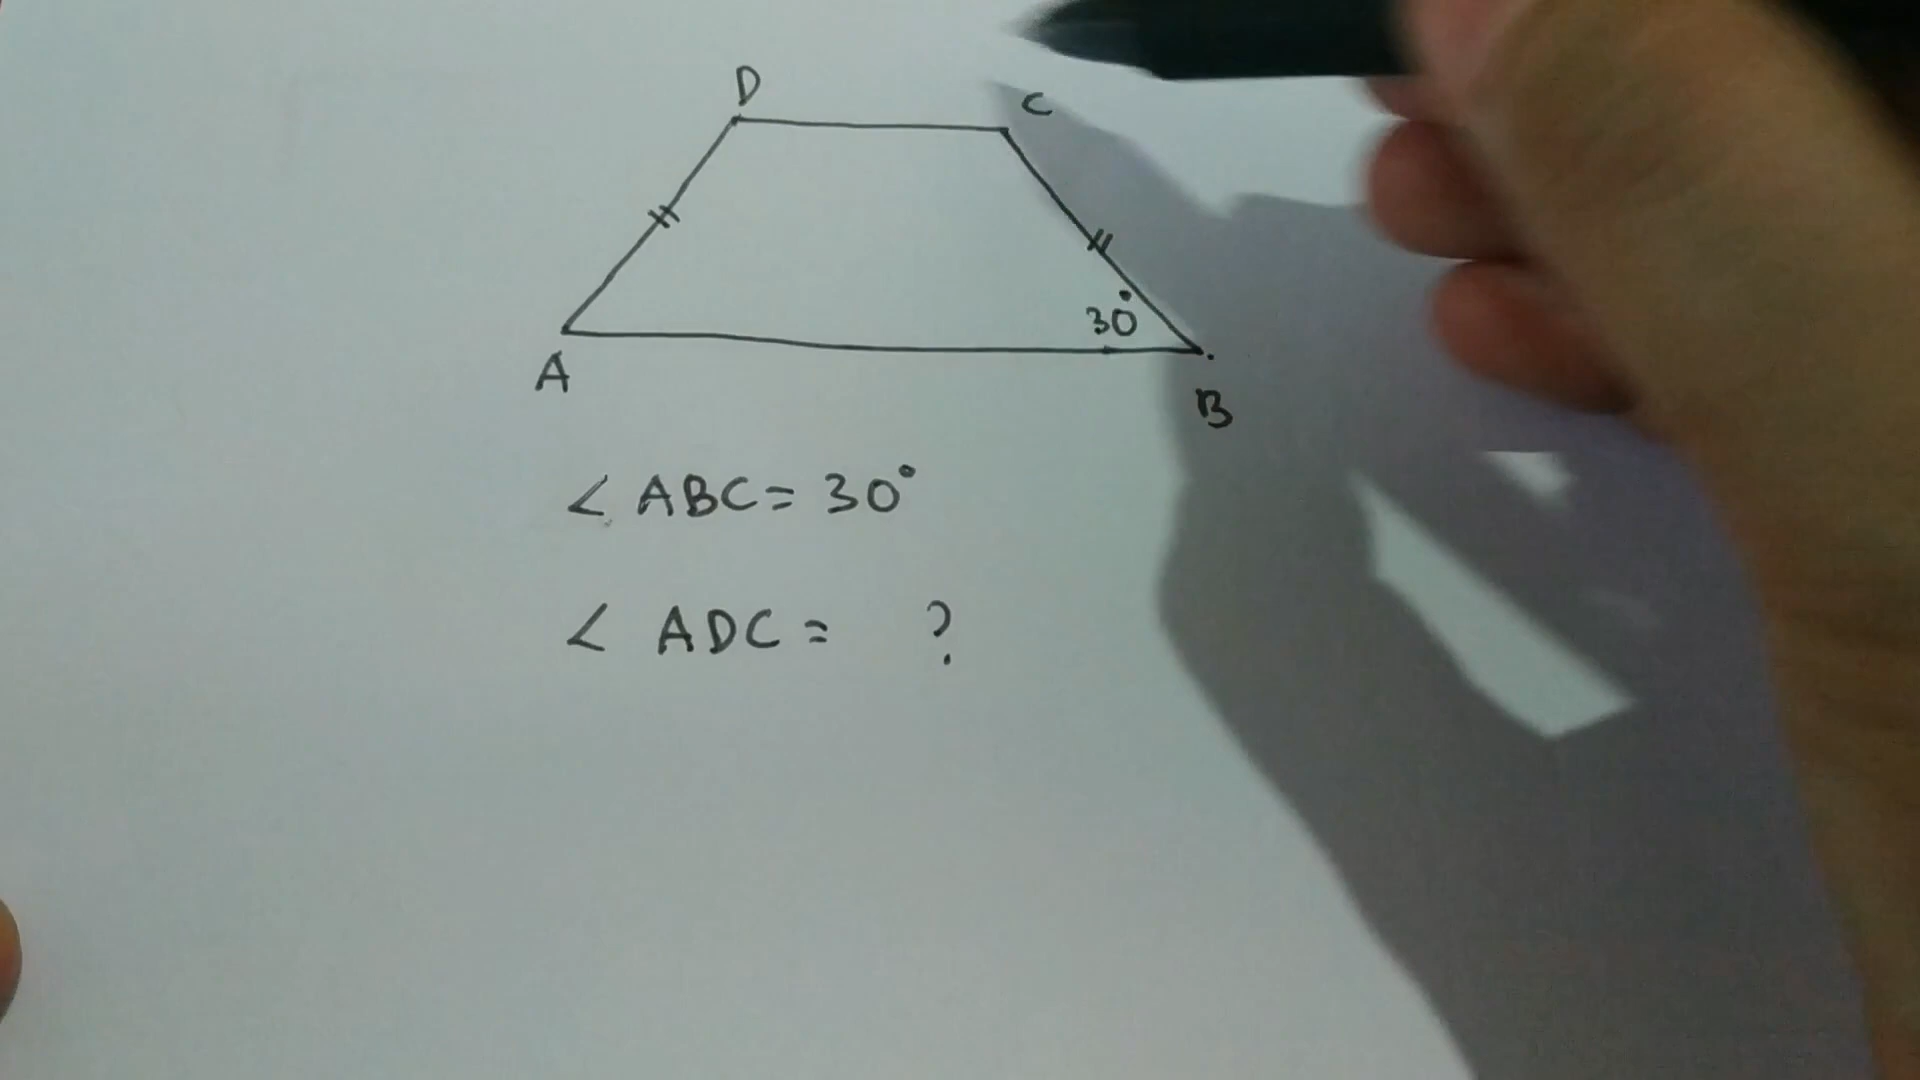 D
C
30°
A
B
∠ ABC = 30°
∠ ADC = ?